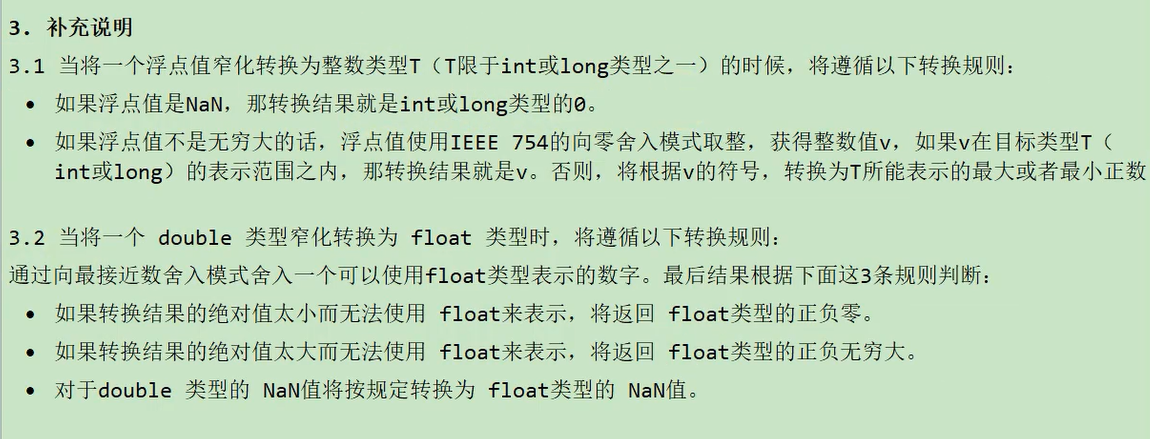 3. 补充说明
3.1 当将一个浮点值窄化转换为整数类型T（T限于int或long类型之一）的时候，将遵循以下转换规则：
• 如果浮点值是NaN，那转换结果就是int或long类型的0。
• 如果浮点值不是无穷大的话，浮点值使用IEEE 754的向零舍入模式取整，获得整数值v，如果v在目标类型T（
int或long）的表示范围之内，那转换结果就是v。否则，将根据v的符号，转换为T所能表示的最大或者最小正数
3.2 当将一个 double 类型窄化转换为 float 类型时，将遵循以下转换规则：
通过向最接近数舍入模式舍入一个可以使用float类型表示的数字。最后结果根据下面这3条规则判断：
• 如果转换结果的绝对值太小而无法使用 float来表示，将返回 float类型的正负零。
• 如果转换结果的绝对值太大而无法使用 float来表示，将返回 float类型的正负无穷大。
• 对于double 类型的 NaN值将按规定转换为 float类型的 NaN值。